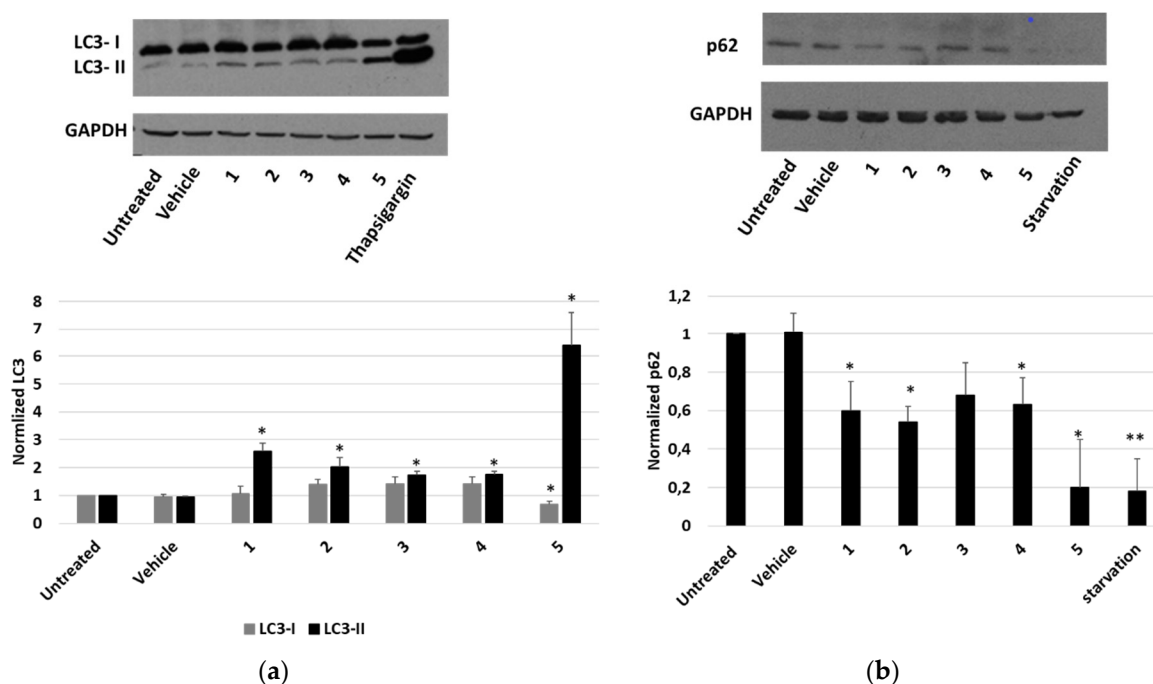 LC3- I
LC3- II
GAPDH
Untreated
Vehicle
1
2
3
4
5
Thapsigargin
8
7
6
5
4
3
2
1
0
Normlized LC3
*
*
*
*
*
*
Untreated
Vehicle
1
2
3
4
5
LC3-I LC3-II
(a)
p62
GAPDH
Untreated
Vehicle
1
2
3
4
5
Starvation
1,2
1
0,8
0,6
0,4
0,2
0
Normalized p62
*
*
*
*
**
Untreated
Vehicle
1
2
3
4
5
starvation
(b)